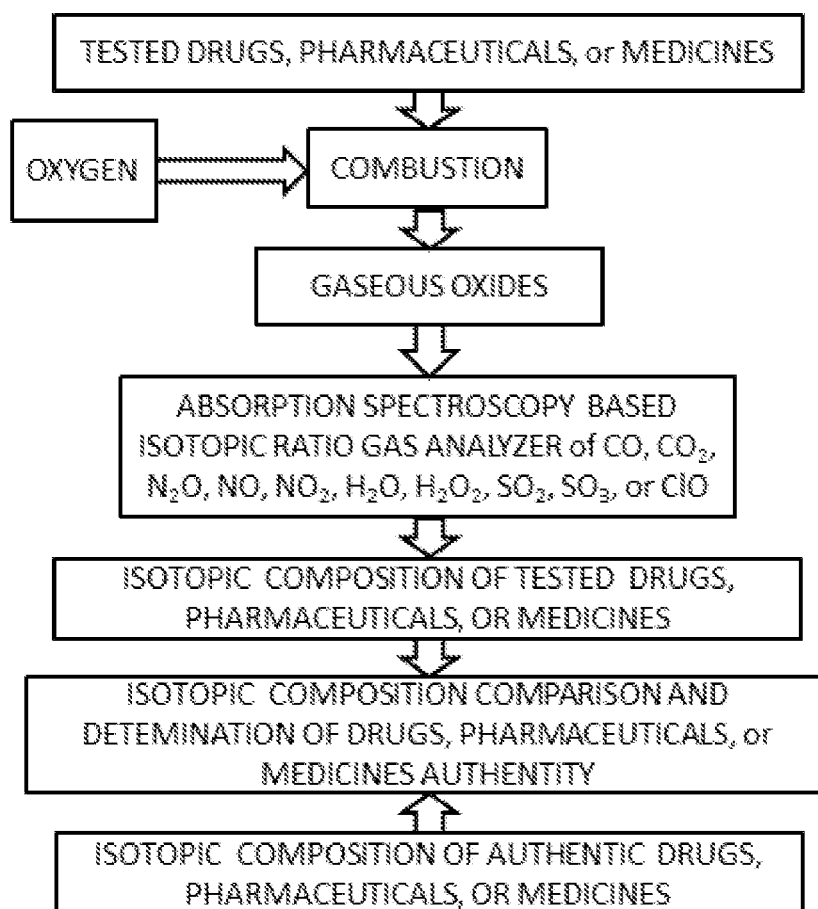 TESTED DRUGS, PHARMACEUTICALS, or MEDICINES
OXYGEN
COMBUSTION
GASEOUS OXIDES
ABSORPTION SPECTROSCOPY BASED
ISOTOPIC RATIO GAS ANALYZER of CO, CO₂,
N₂O, NO, NO₂, H₂O, H₂O₂, SO₂, SO₃, or ClO
ISOTOPIC COMPOSITION OF TESTED DRUGS,
PHARMACEUTICALS, OR MEDICINES
ISOTOPIC COMPOSITION COMPARISON AND
DETEMINATION OF DRUGS, PHARMACEUTICALS, or
MEDICINES AUTHENTITY
ISOTOPIC COMPOSITION OF AUTHENTIC DRUGS,
PHARMACEUTICALS, OR MEDICINES